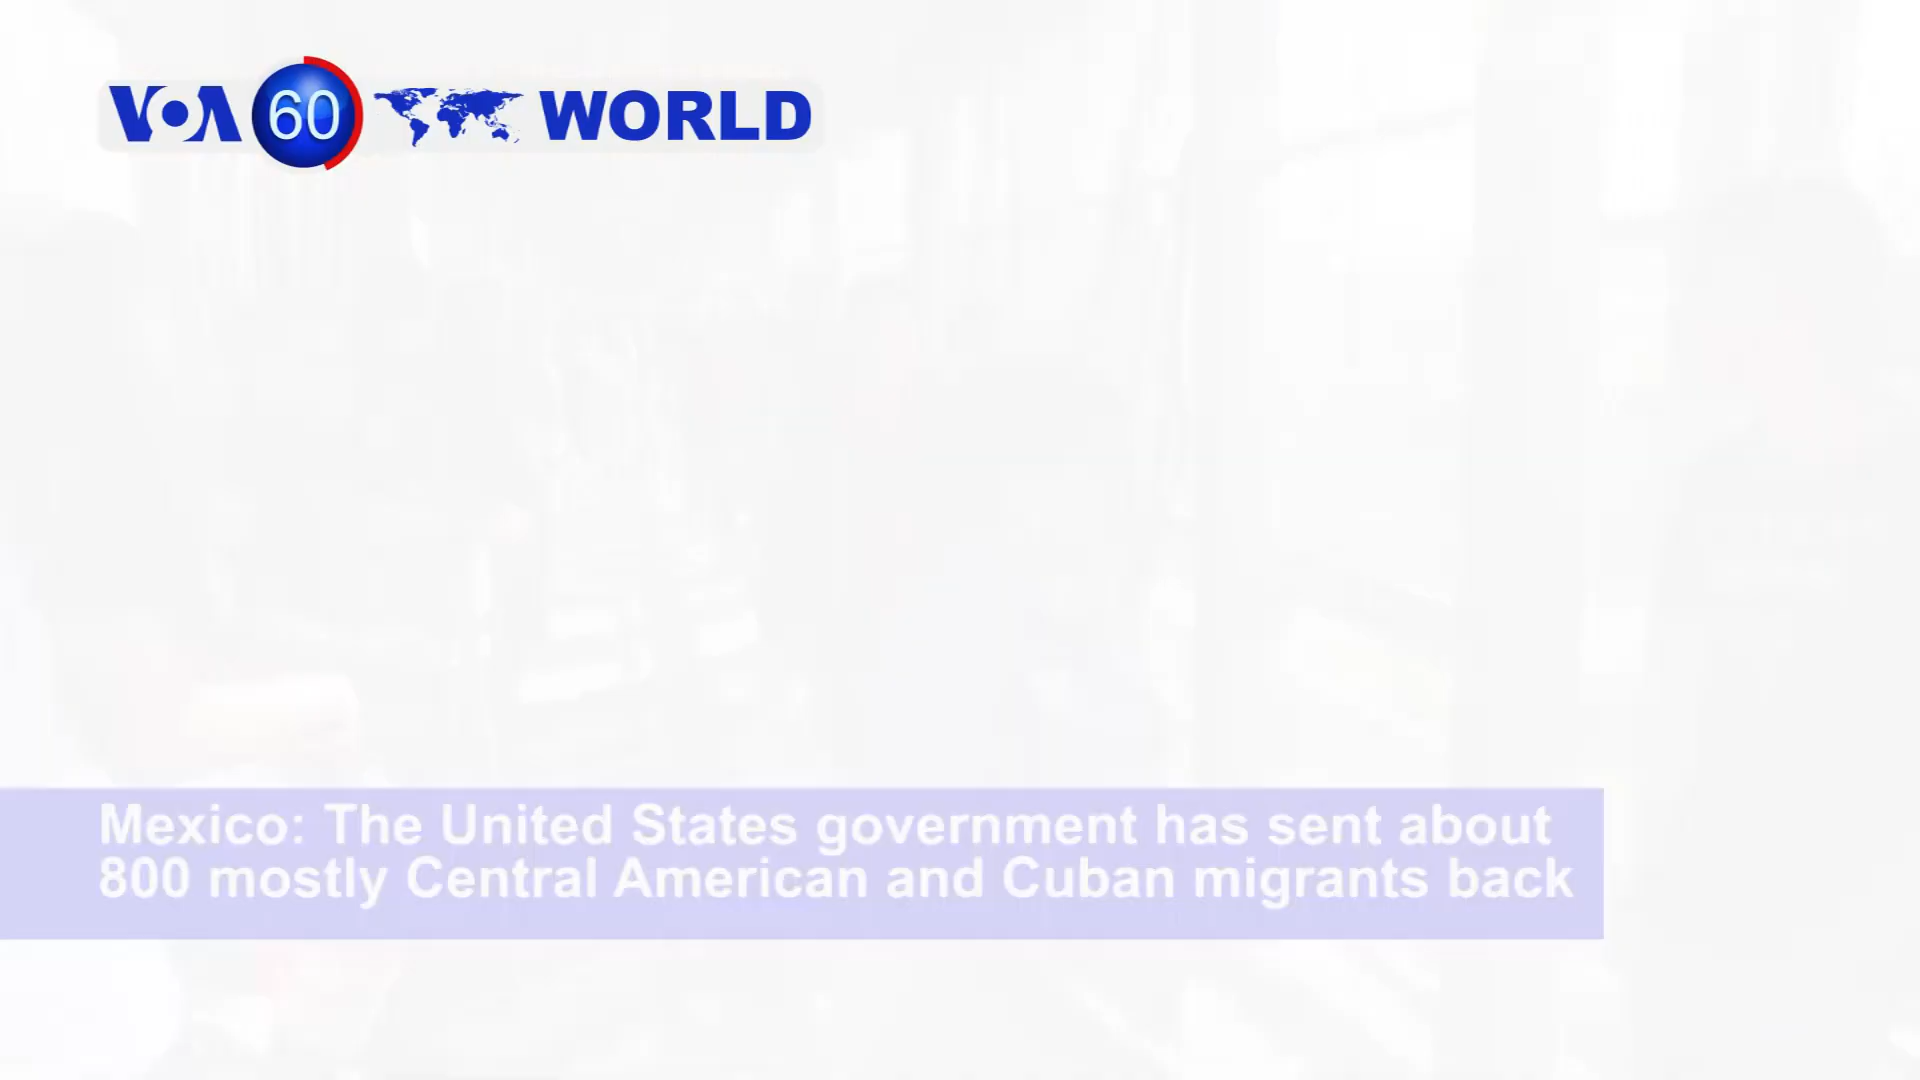 VOA 60 WORLD
Mexico: The United States government has sent about
800 mostly Central American and Cuban migrants back